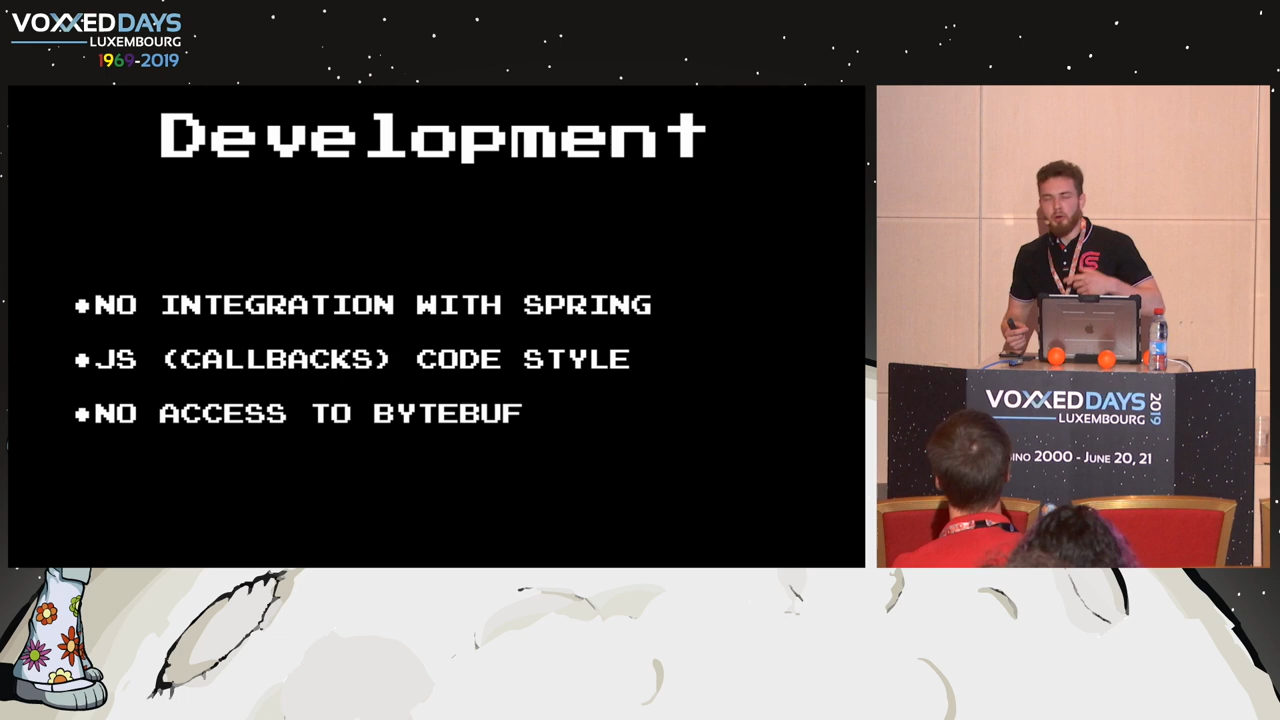 VOXXEDDAYS
LUXEMBOURG
1969-2019
Development
•NO INTEGRATION WITH SPRING
•JS (CALLBACKS) CODE STYLE
•NO ACCESS TO BYTEBUF
VOXXEDDAYS
2019
LUXEMBOURG
2000 - JUNE 20, 21